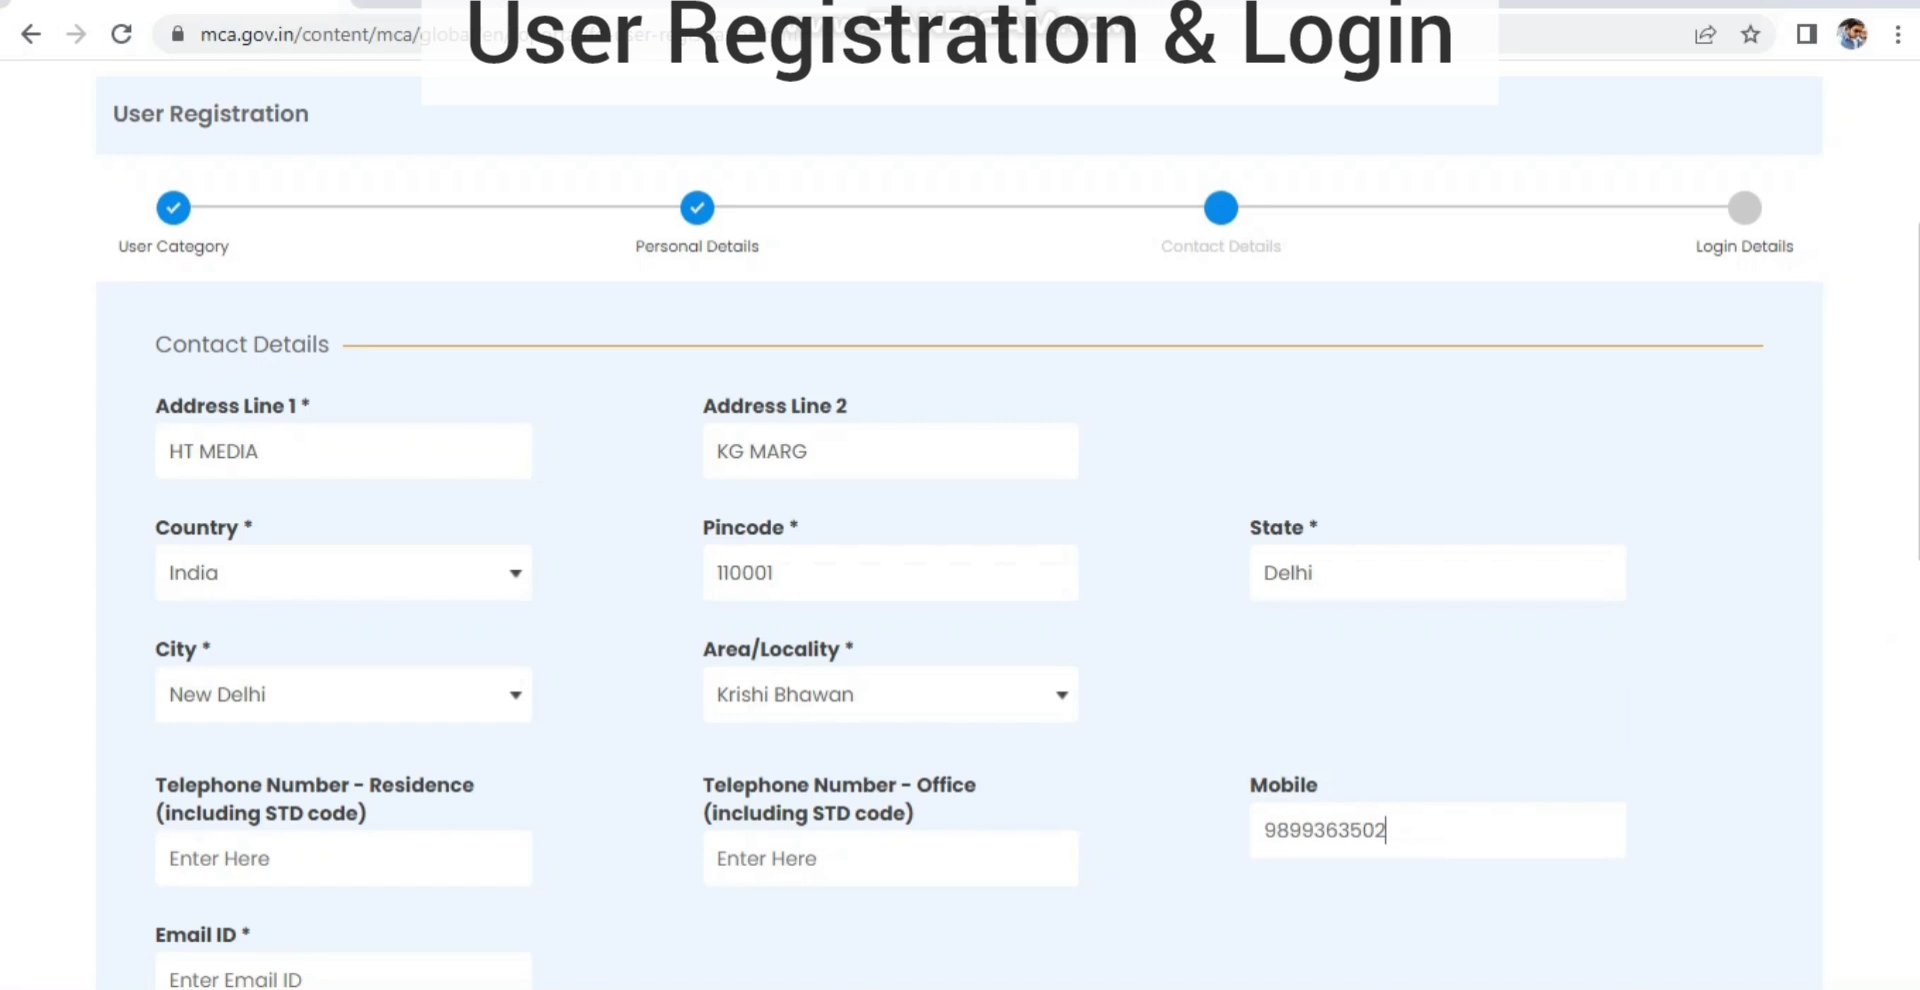 User Registration & Login
mca.gov.in/content/mca/global/en
User Registration
User Category
Personal Details
Contact Details
Login Details
Contact Details
Address Line 1 *
Address Line 2
HT MEDIA
KG MARG
Country *
Pincode *
State *
India
110001
Delhi
City *
Area/Locality *
New Delhi
Krishi Bhawan
Telephone Number - Residence
(including STD code)
Telephone Number - Office
(including STD code)
Mobile
Enter Here
Enter Here
9899363502
Email ID *
Enter Email ID